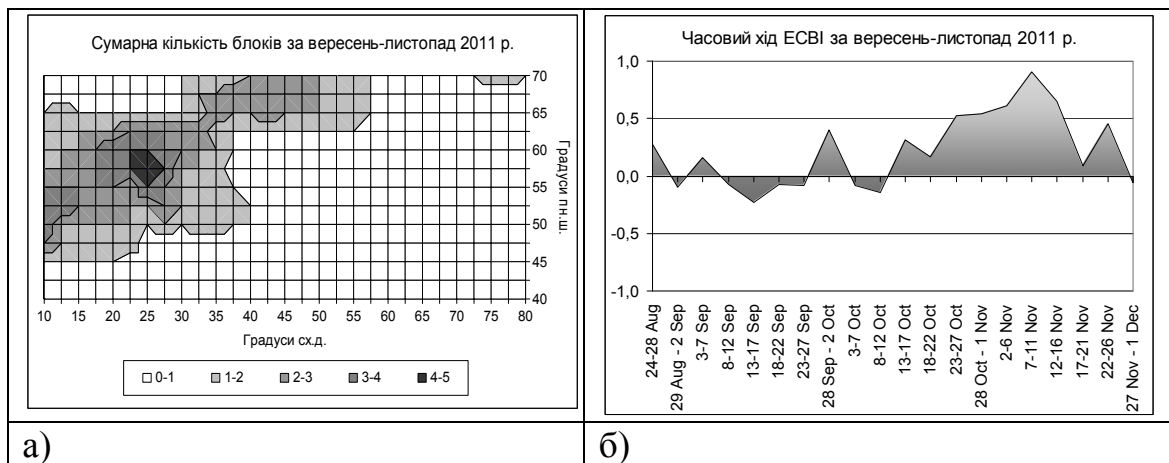 Сумарна кількість блоків за вересень-листопад 2011 р.
70
65
60
55
50
45
40
Градуси пн.ш.
10 15 20 25 30 35 40 45 50 55 60 65 70 75 80
Градуси сх.д.
0-1 1-2 2-3 3-4 4-5
а)
Часовий хід ECBI за вересень-листопад 2011 р.
1,0
0,5
0,0
-0,5
-1,0
24-28 Aug
29 Aug - 2 Sep
3-7 Sep
8-12 Sep
13-17 Sep
18-22 Sep
23-27 Sep
28 Sep - 2 Oct
3-7 Oct
8-12 Oct
13-17 Oct
18-22 Oct
23-27 Oct
28 Oct - 1 Nov
2-6 Nov
7-11 Nov
12-16 Nov
17-21 Nov
22-26 Nov
27 Nov - 1 Dec
б)